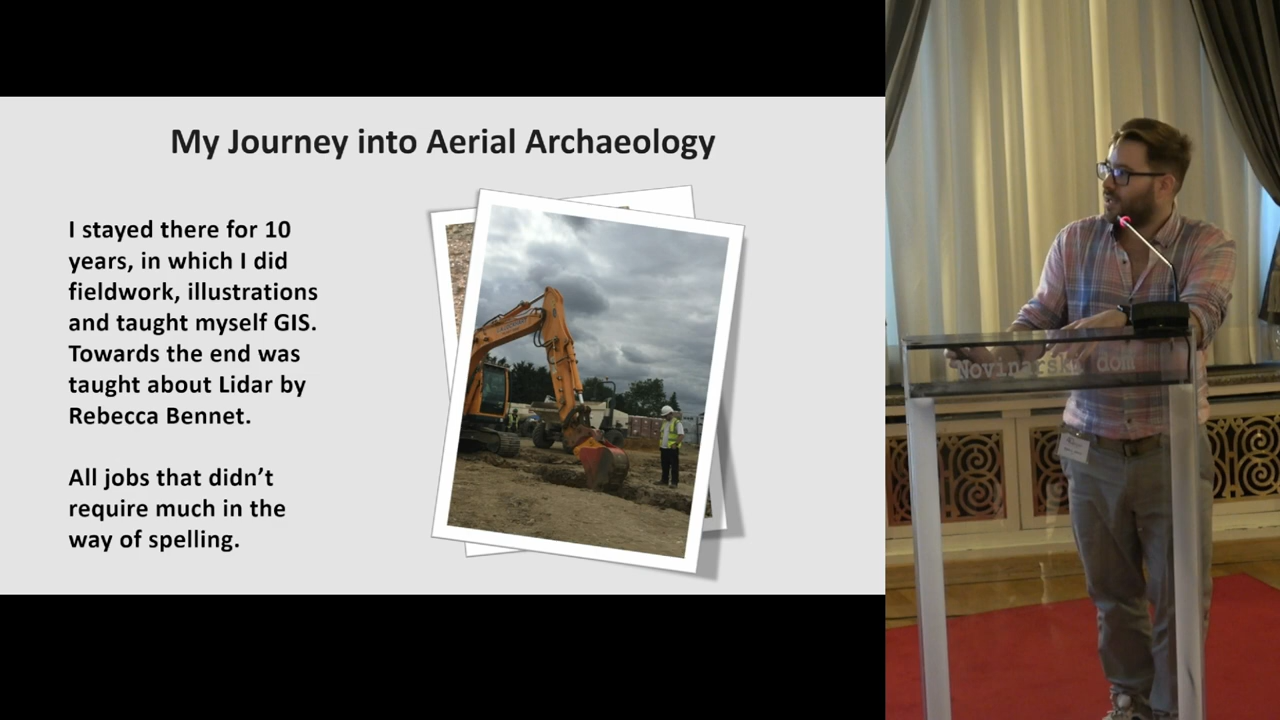 My Journey into Aerial Archaeology
I stayed there for 10
years, in which I did
fieldwork, illustrations
and taught myself GIS.
Towards the end was
taught about Lidar by
Rebecca Bennet.
All jobs that didn’t
require much in the
way of spelling.
Novinarski dom